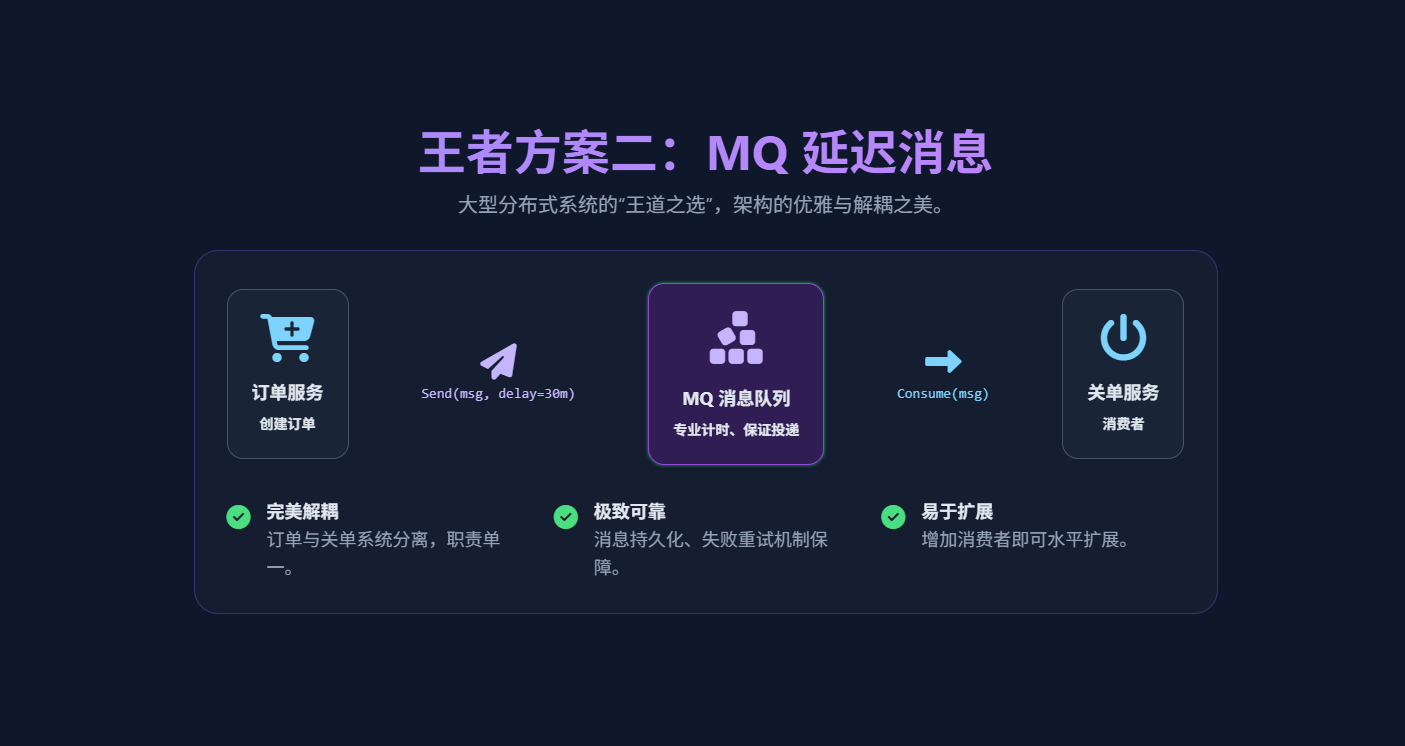 王者方案二：MQ 延迟消息
大型分布式系统的“王道之选”，架构的优雅与解耦之美。
订单服务
创建订单
Send(msg, delay=30m)
MQ 消息队列
专业计时、保证投递
Consume(msg)
关单服务
消费者
完美解耦
订单与关单系统分离，职责单
一。
极致可靠
消息持久化、失败重试机制保
障。
易于扩展
增加消费者即可水平扩展。